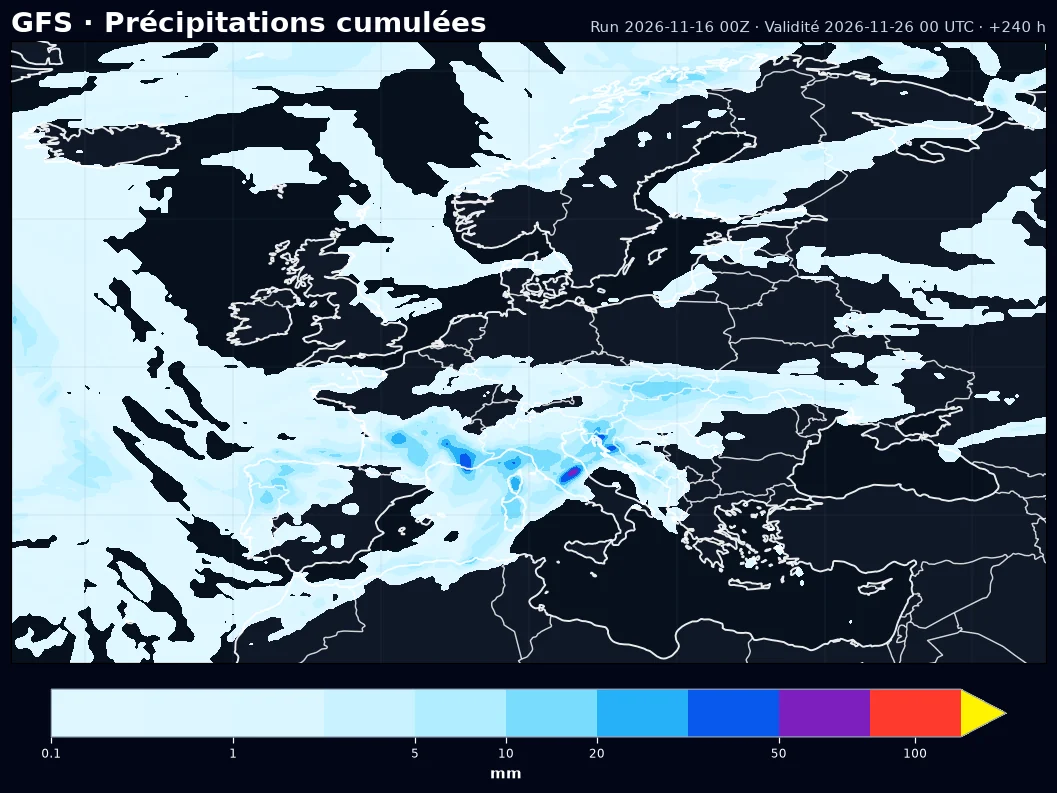 GFS · Précipitations cumulées
Run 2026-11-16 00Z · Validité 2026-11-26 00 UTC · +240 h
0.1 1 5 10 20 50 100
mm